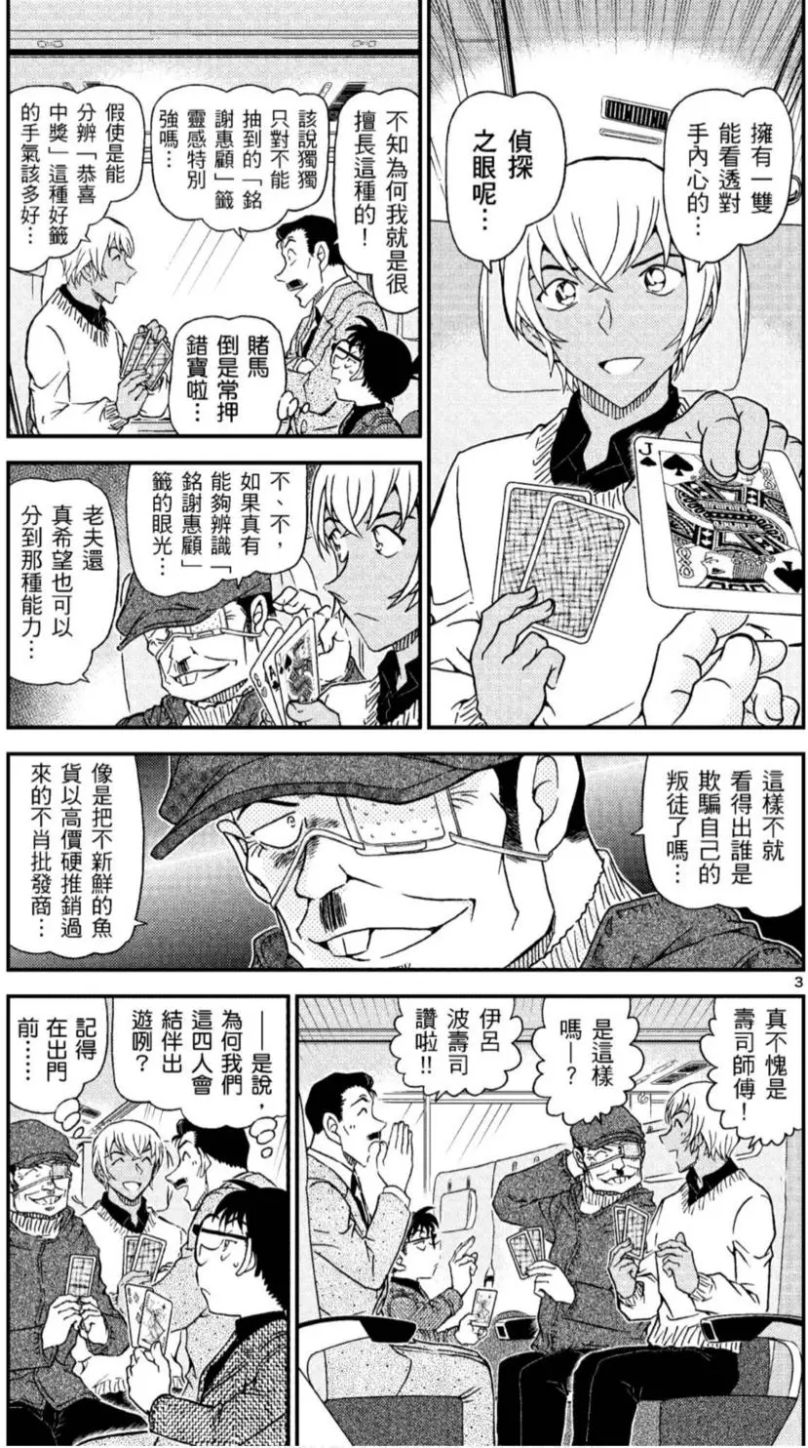 擁有一雙
能看透對
手內心的…
偵探
之眼呢…
J
不知為何我就是很
擅長這種的！
該說獨獨
只對不能
抽到的「銘
謝惠顧」籤
靈感特別
強嗎…
假使是能
分辨「恭喜
中獎」這種好籤
的手氣該多好…
賭馬
倒是常押
錯寶啦…
不、不，
如果真有
能夠辨識「
銘謝惠顧」
籤的眼光…
老夫還
真希望也可以
分到那種能力…
這樣不就
看得出誰是
欺騙自己的
叛徒了嗎…
像是把不新鮮的魚
貨以高價硬推銷過
來的不肖批發商…
3
真不愧是
壽司師傅！
是這樣
嗎—？
伊呂
波壽司
讚啦!!
——是說，
為何我們
這四人會
結伴出
遊咧？
記得
在出門
前……